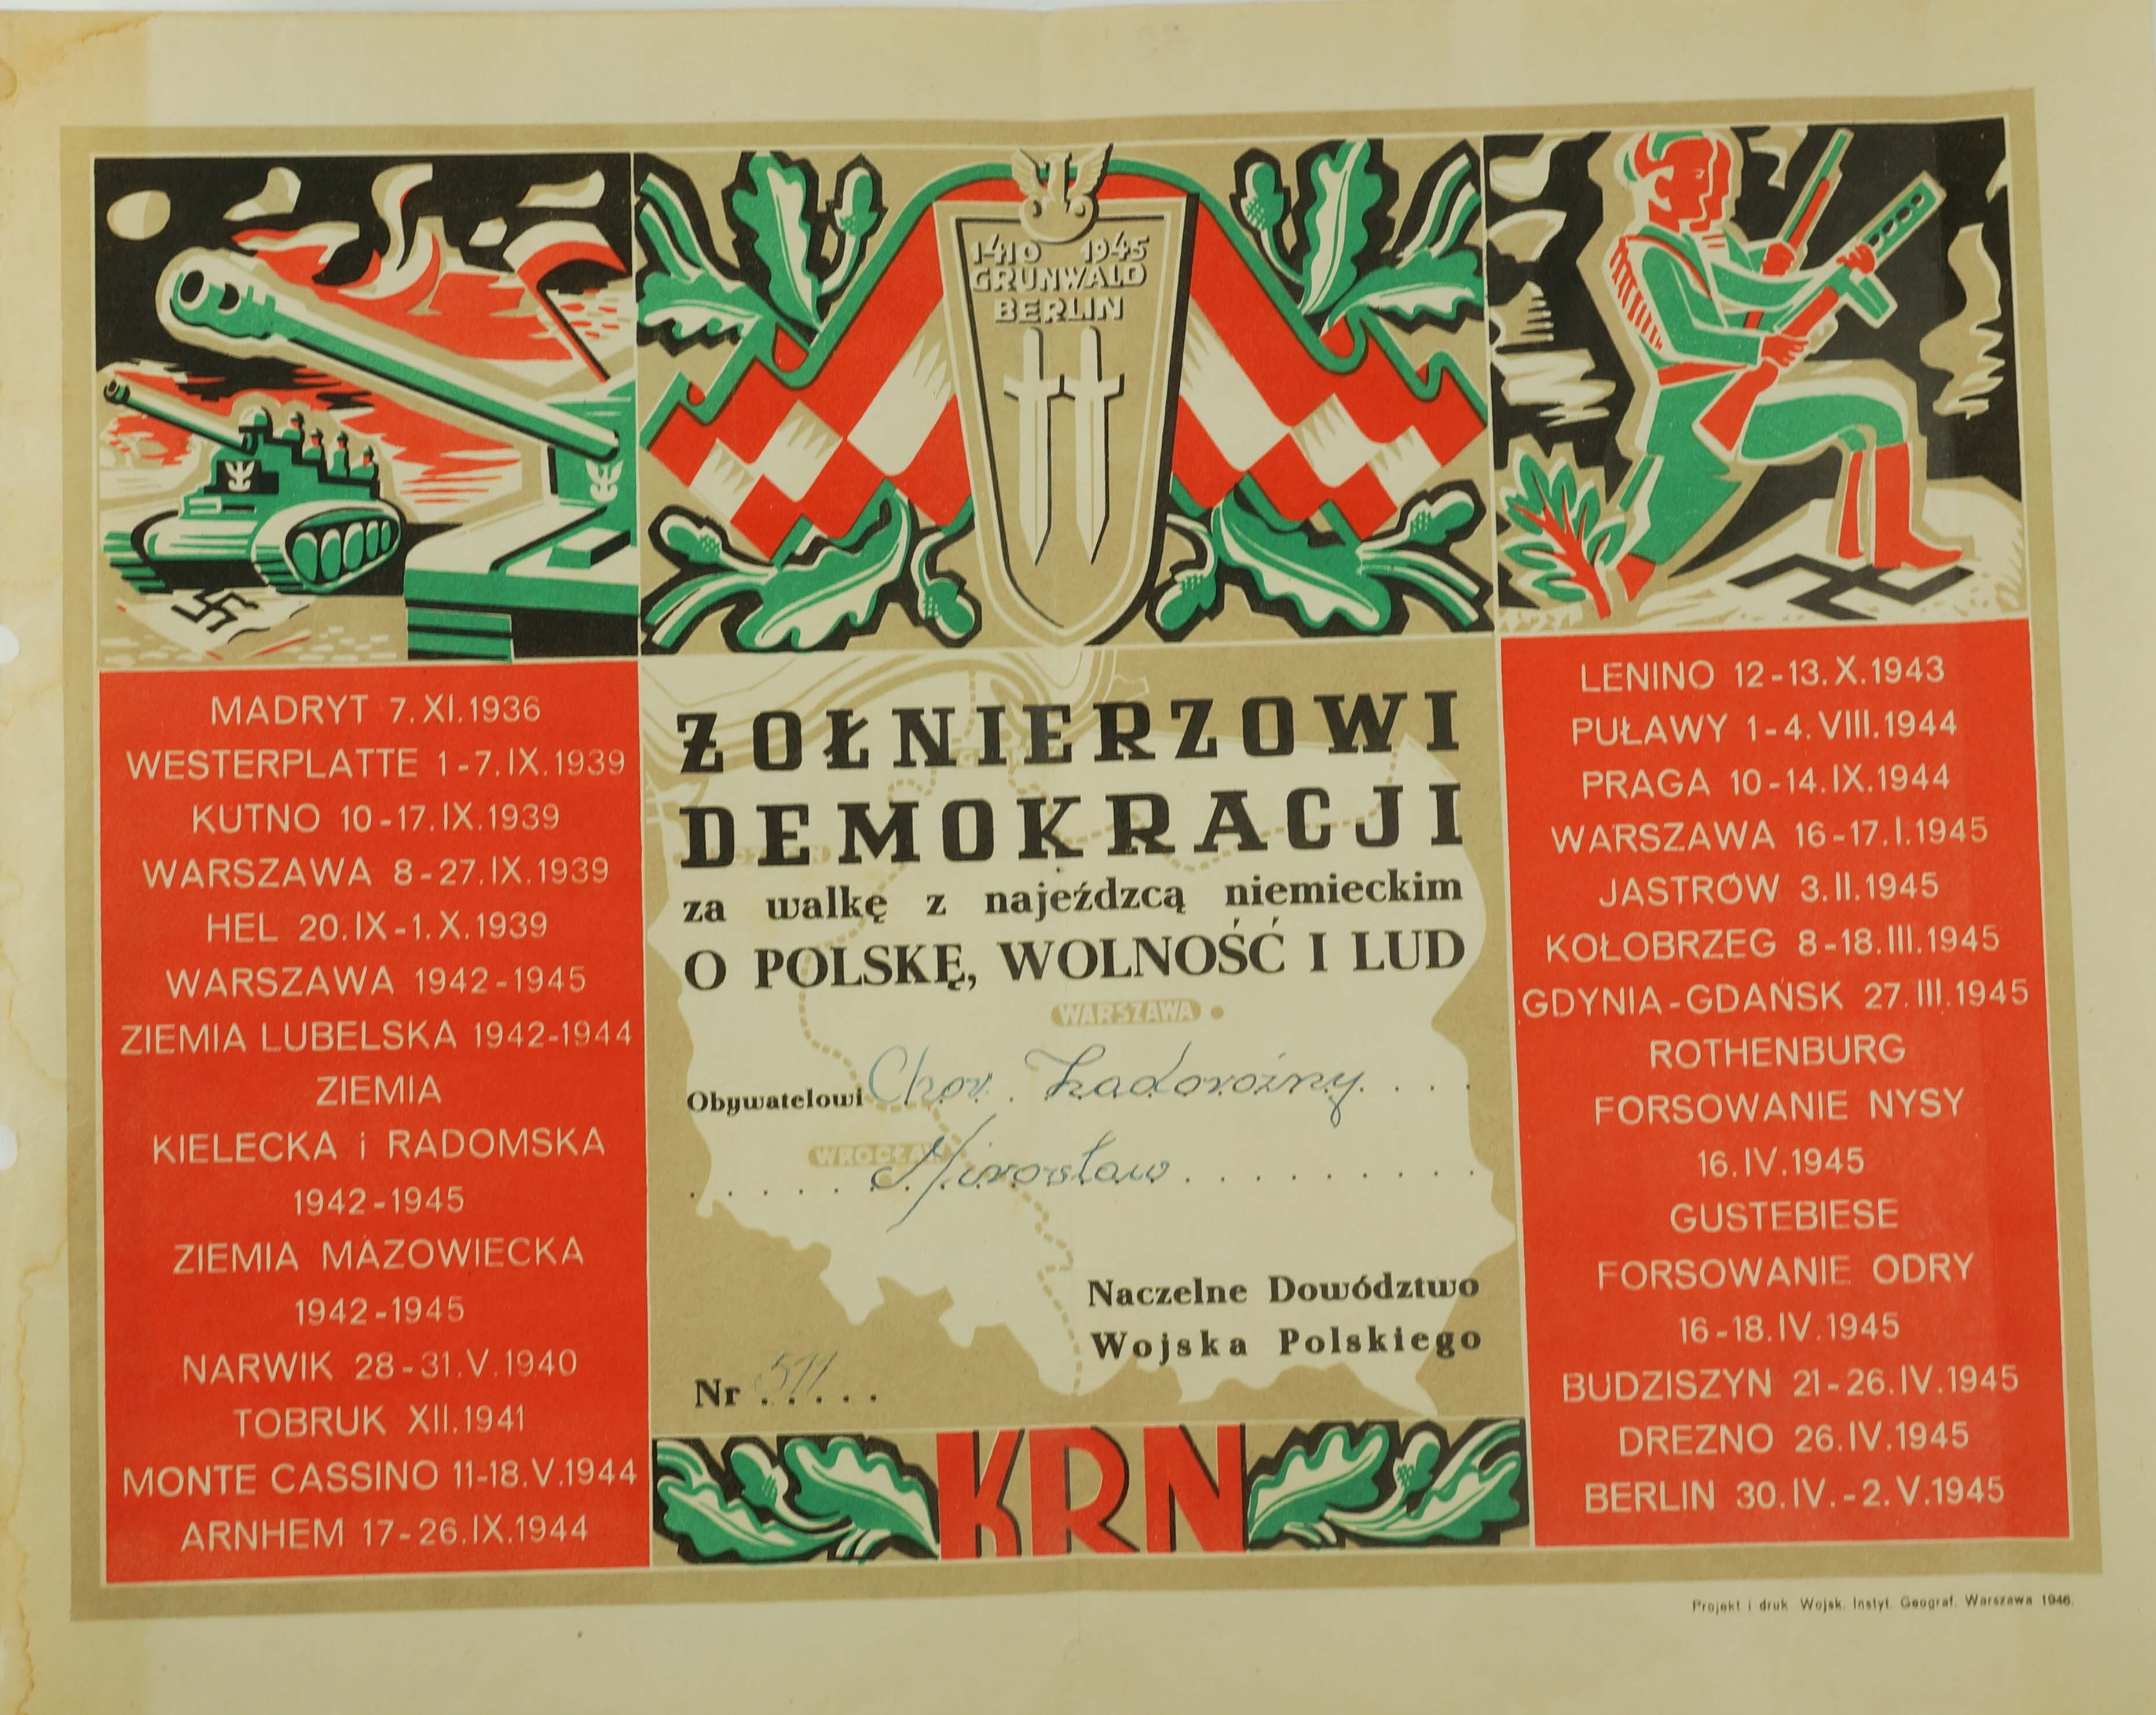 1410 1945
GRUNWALD
BERLIN
MADRYT 7.XI.1936
WESTERPLATTE 1-7.IX.1939
KUTNO 10-17.IX.1939
WARSZAWA 8-27.IX.1939
HEL 20.IX-1.X.1939
WARSZAWA 1942-1945
ZIEMIA LUBELSKA 1942-1944
ZIEMIA
KIELECKA i RADOMSKA
1942-1945
ZIEMIA MAZOWIECKA
1942-1945
NARWIK 28-31.V.1940
TOBRUK XII.1941
MONTE CASSINO 11-18.V.1944
ARNHEM 17-26.IX.1944
ŻOŁNIERZOWI
DEMOKRACJI
za walkę z najeźdzcą niemieckim
O POLSKĘ, WOLNOŚĆ I LUD
WARSZAWA
Obywatelowi Chor. Zadorożny
WROCŁAW
Mirosław
Naczelne Dowództwo
Wojska Polskiego
Nr 511
KRN
LENINO 12-13.X.1943
PUŁAWY 1-4.VIII.1944
PRAGA 10-14.IX.1944
WARSZAWA 16-17.I.1945
JASTRÓW 3.II.1945
KOŁOBRZEG 8-18.III.1945
GDYNIA-GDAŃSK 27.III.1945
ROTHENBURG
FORSOWANIE NYSY
16.IV.1945
GUSTEBIESE
FORSOWANIE ODRY
16-18.IV.1945
BUDZISZYN 21-26.IV.1945
DREZNO 26.IV.1945
BERLIN 30.IV.-2.V.1945
Projekt i druk Wojsk. Instyt. Geograf. Warszawa 1946.